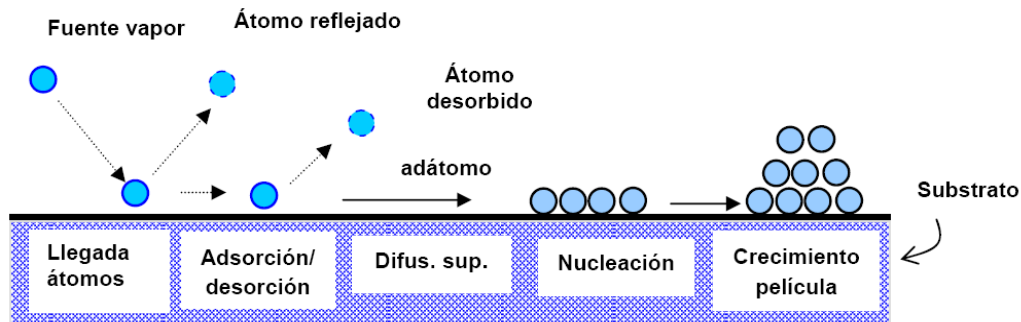 Fuente vapor
Átomo reflejado
Átomo
desorbido
adátomo
Substrato
Llegada
átomos
Adsorción/
desorción
Difus. sup.
Nucleación
Crecimiento
película